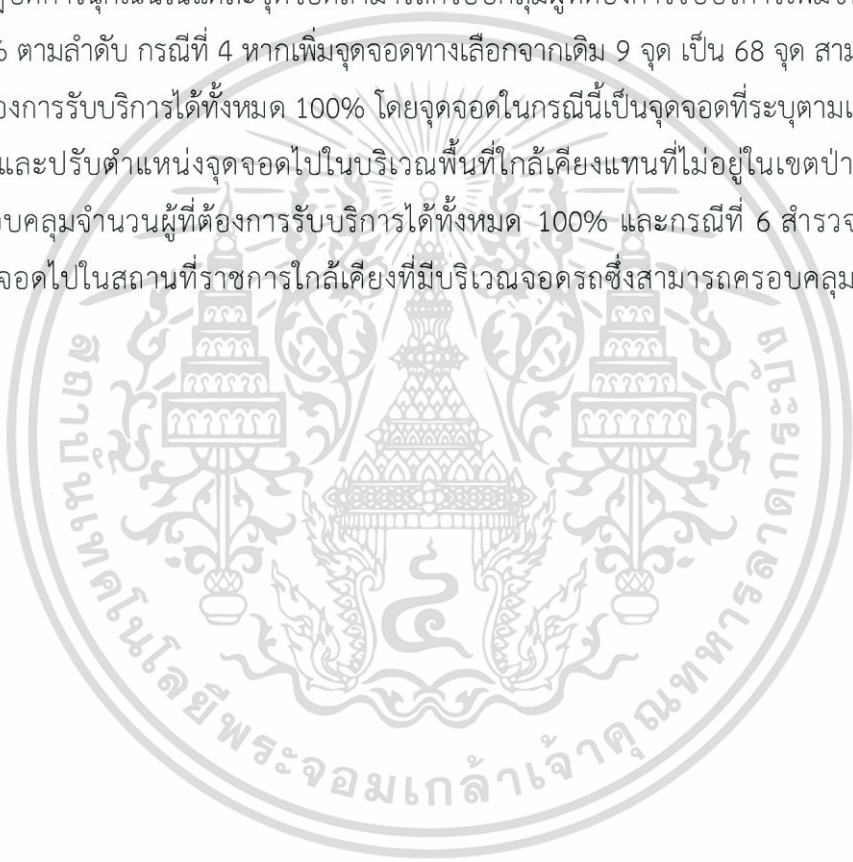 % ตามลำดับ กรณีที่ 4 หากเพิ่มจุดจอดทางเลือกจากเดิม 9 จุด เป็น 68 จุด
องการรับบริการได้ทั้งหมด 100% โดยจุดจอดในกรณีนี้เป็นจุดจอดที่ระบุตาม
และปรับตำแหน่งจุดจอดไปในบริเวณพื้นที่ใกล้เคียงแทนที่ไม่อยู่ในเขตป่า
บคลุมจำนวนผู้ที่ต้องการรับบริการได้ทั้งหมด 100% และกรณีที่ 6 สำรวจ
จอดไปในสถานที่ราชการใกล้เคียงที่มีบริเวณจอดรถซึ่งสามารถครอบคลุม
สถาบันเทคโนโลยีพระจอมเกล้าเจ้าคุณทหารลาดกระบัง